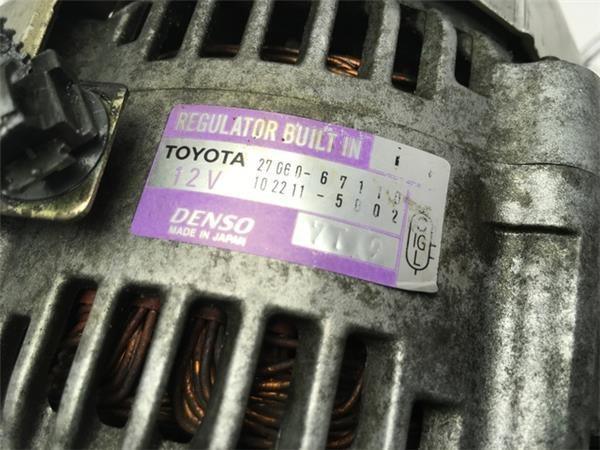 REGULATOR BUILT IN
TOYOTA 27060-67110
12V 102211-5002
DENSO
MADE IN JAPAN
IG
L